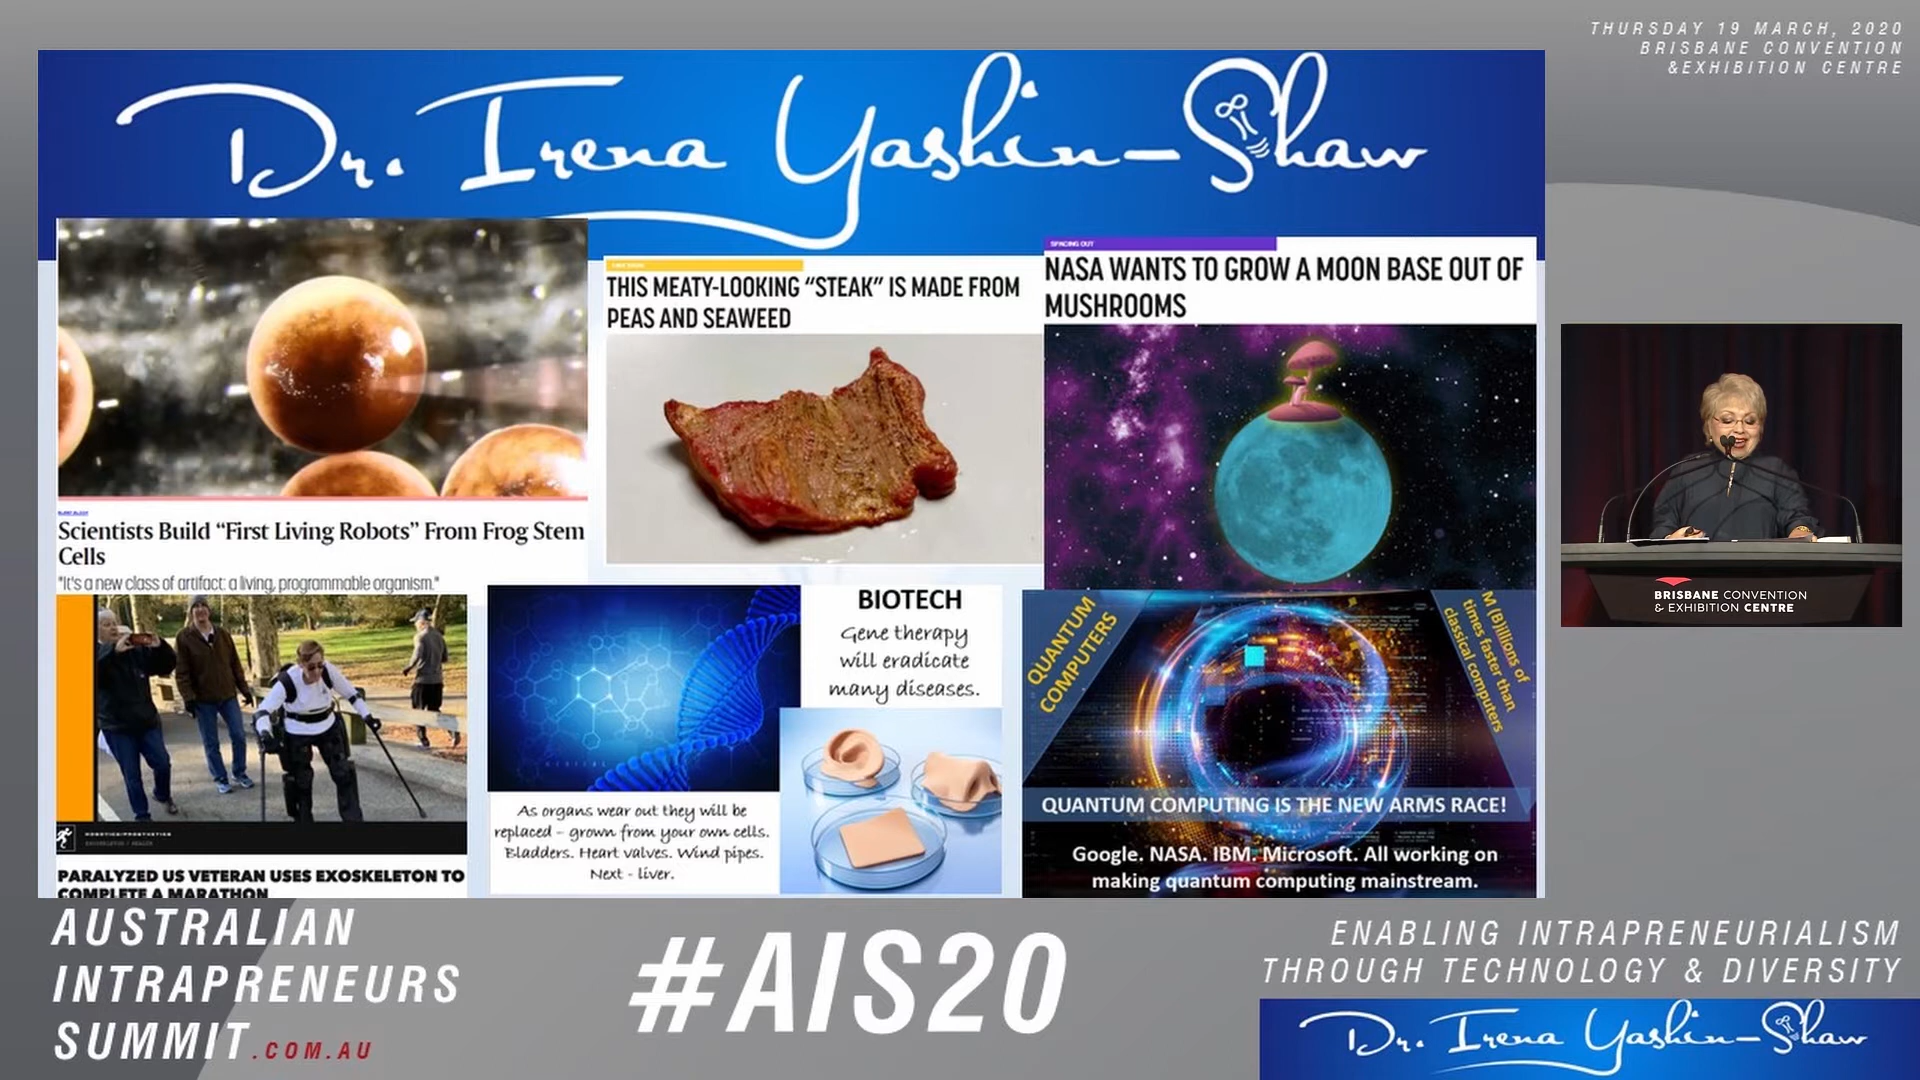 THURSDAY 19 MARCH, 2020
BRISBANE CONVENTION
&EXHIBITION CENTRE
Dr. Irena Yashin-Shaw
SPACING OUT
NASA WANTS TO GROW A MOON BASE OUT OF
MUSHROOMS
THIS MEATY-LOOKING “STEAK” IS MADE FROM
PEAS AND SEAWEED
Scientists Build “First Living Robots” From Frog Stem
Cells
"It's a new class of artifact: a living, programmable organism."
PARALYZED US VETERAN USES EXOSKELETON TO
COMPLETE A MARATHON
BIOTECH
Gene therapy
will eradicate
many diseases.
As organs wear out they will be
replaced – grown from your own cells.
Bladders. Heart valves. Wind pipes.
Next - liver.
QUANTUM
COMPUTERS
M (B)illions of
times faster than
classical computers
QUANTUM COMPUTING IS THE NEW ARMS RACE!
Google. NASA. IBM. Microsoft. All working on
making quantum computing mainstream.
BRISBANE CONVENTION
& EXHIBITION CENTRE
AUSTRALIAN
INTRAPRENEURS
SUMMIT.COM.AU
#AIS20
ENABLING INTRAPRENEURIALISM
THROUGH TECHNOLOGY & DIVERSITY
Dr. Irena Yashin-Shaw